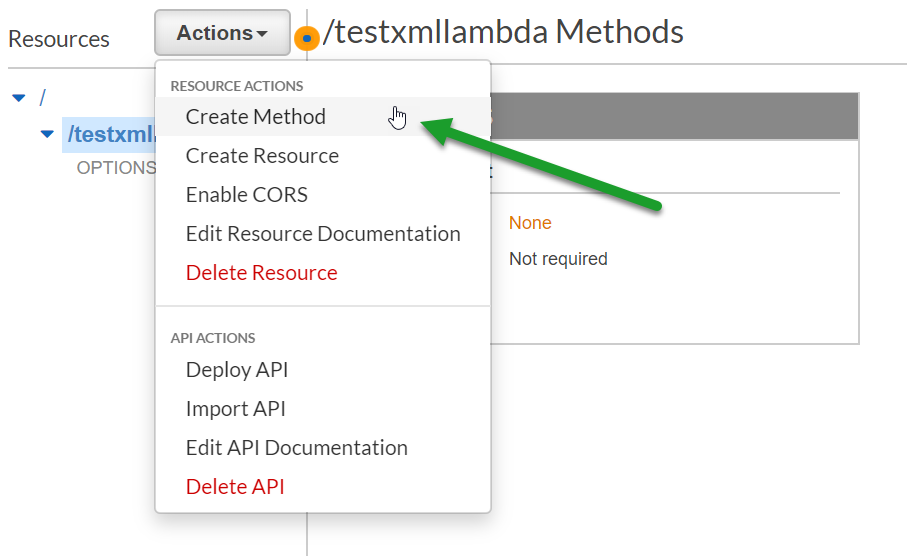 Resources
Actions
/testxmllambda Methods
/
/testxml
OPTIONS
RESOURCE ACTIONS
Create Method
Create Resource
Enable CORS
Edit Resource Documentation
Delete Resource
API ACTIONS
Deploy API
Import API
Edit API Documentation
Delete API
None
Not required